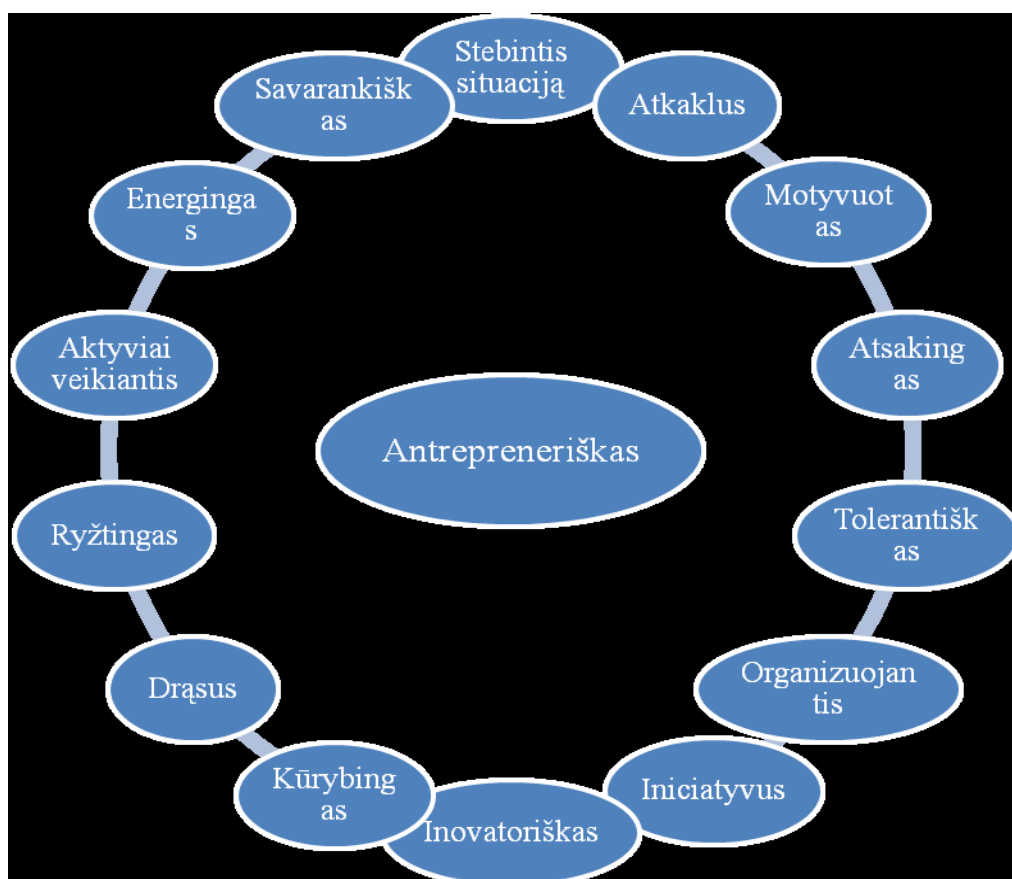 Stebintis
situaciją
Atkaklus
Motyvuot
as
Atsaking
as
Tolerantišk
as
Organizuojan
tis
Iniciatyvus
Inovatoriškas
Kūrybing
as
Drąsus
Ryžtingas
Aktyviai
veikiantis
Energinga
s
Savarankišk
as
Antrepreneriškas